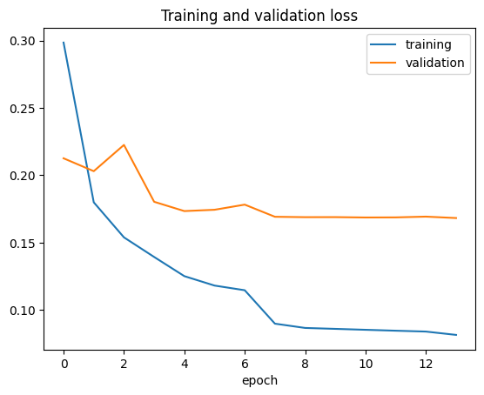 Training and validation loss
training
validation
0.30
0.25
0.20
0.15
0.10
0 2 4 6 8 10 12
epoch